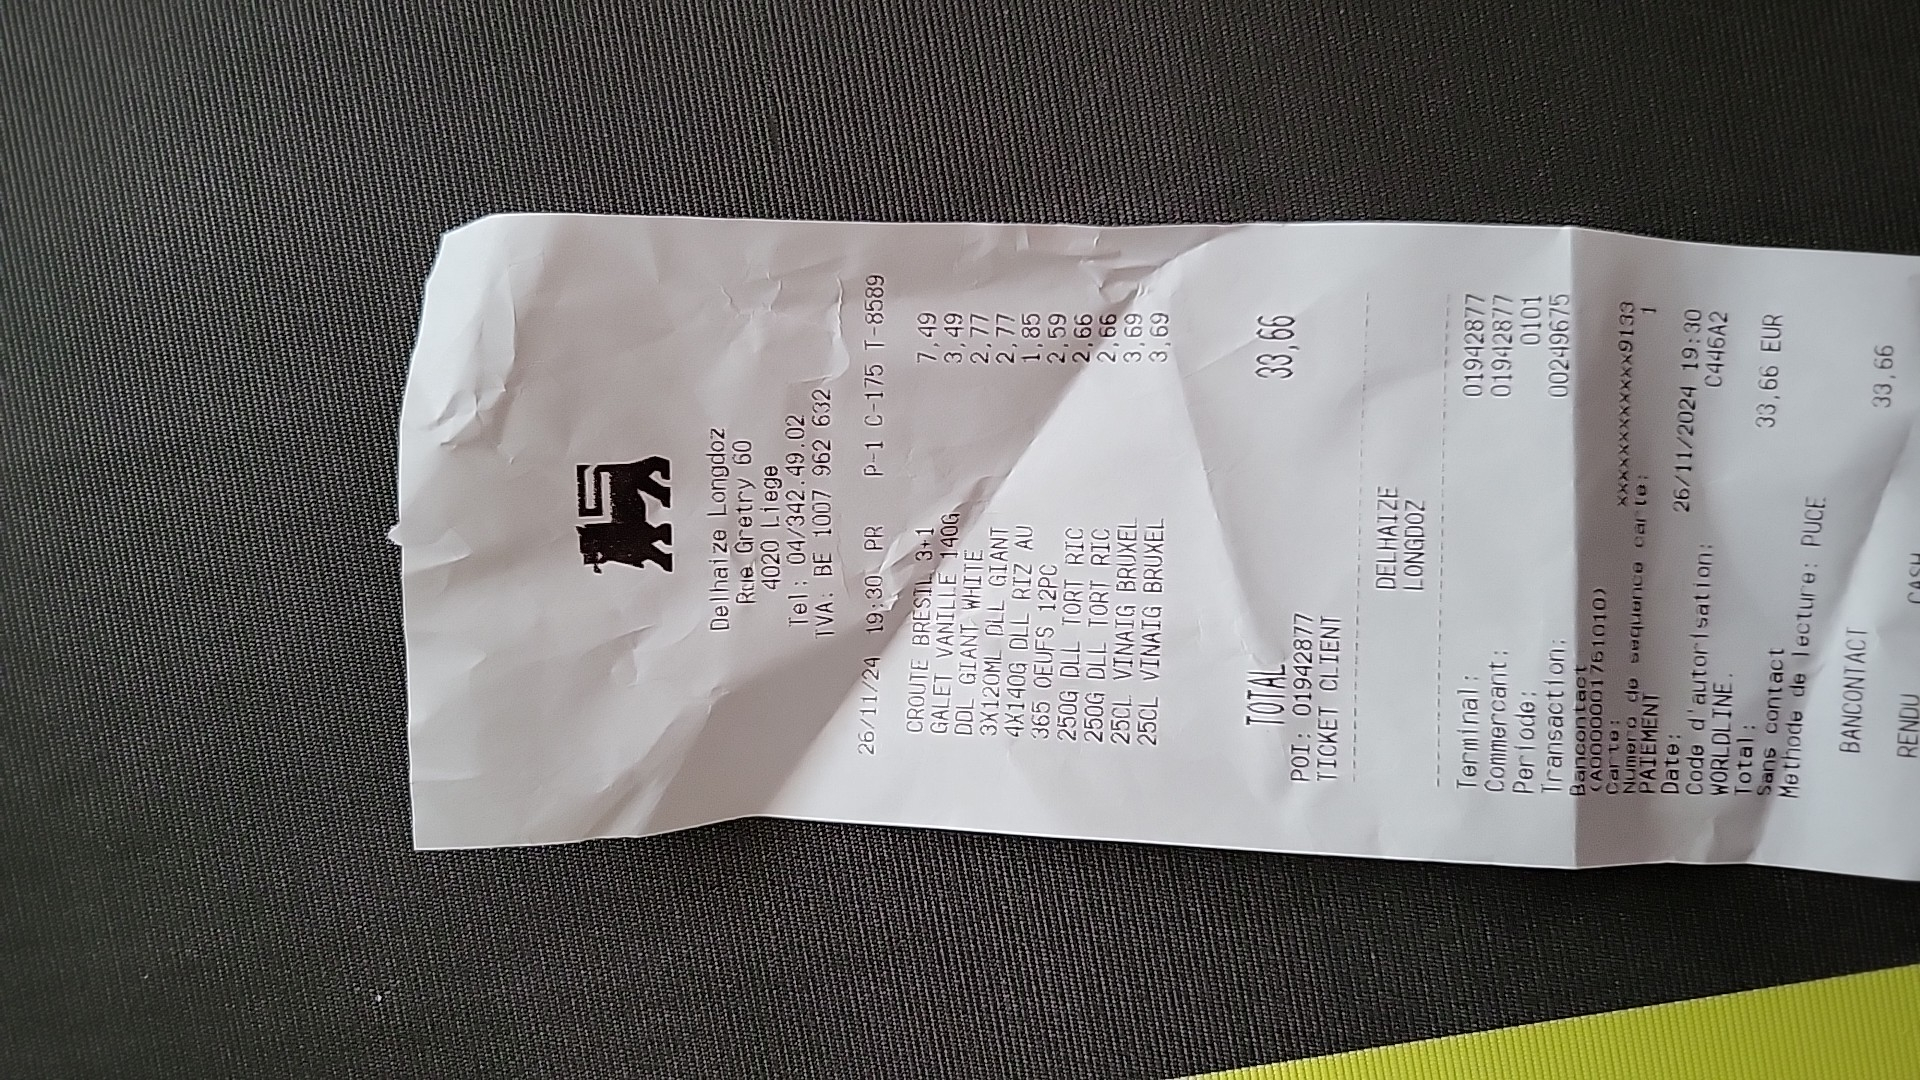 Delhaize Longdoz
Rue Gretry 60
4020 Liege
Tel: 04/342.49.02
TVA: BE 1007 962 632
26/11/24 19:30 PR P-1 C-175 T-8589
CROUTE BRESIL 3+1 7,49
GALET VANILLE 140G 3,49
DDL GIANT WHITE 2,77
3X120ML DLL GIANT 2,77
4X140G DLL RIZ AU 1,85
365 OEUFS 12PC 2,59
250G DLL TORT RIC 2,66
250G DLL TORT RIC 2,66
25CL VINAIG BRUXEL 3,69
25CL VINAIG BRUXEL 3,69
TOTAL 33,66
POI: 01942877
TICKET CLIENT
DELHAIZE
LONGDOZ
Terminal: 01942877
Commercant: 01942877
Periode: 0101
Transaction: 00249675
Bancontact
(A0000001761010)
Carte: xxxxxxxxxxxxx9133
Numero de sequence carte: 1
PAIEMENT
Date: 26/11/2024 19:30
Code d'autorisation: C446A2
WORLDLINE.
Total: 33,66 EUR
Sans contact
Methode de lecture: PUCE
BANCONTACT 33,66
RENDU CASH